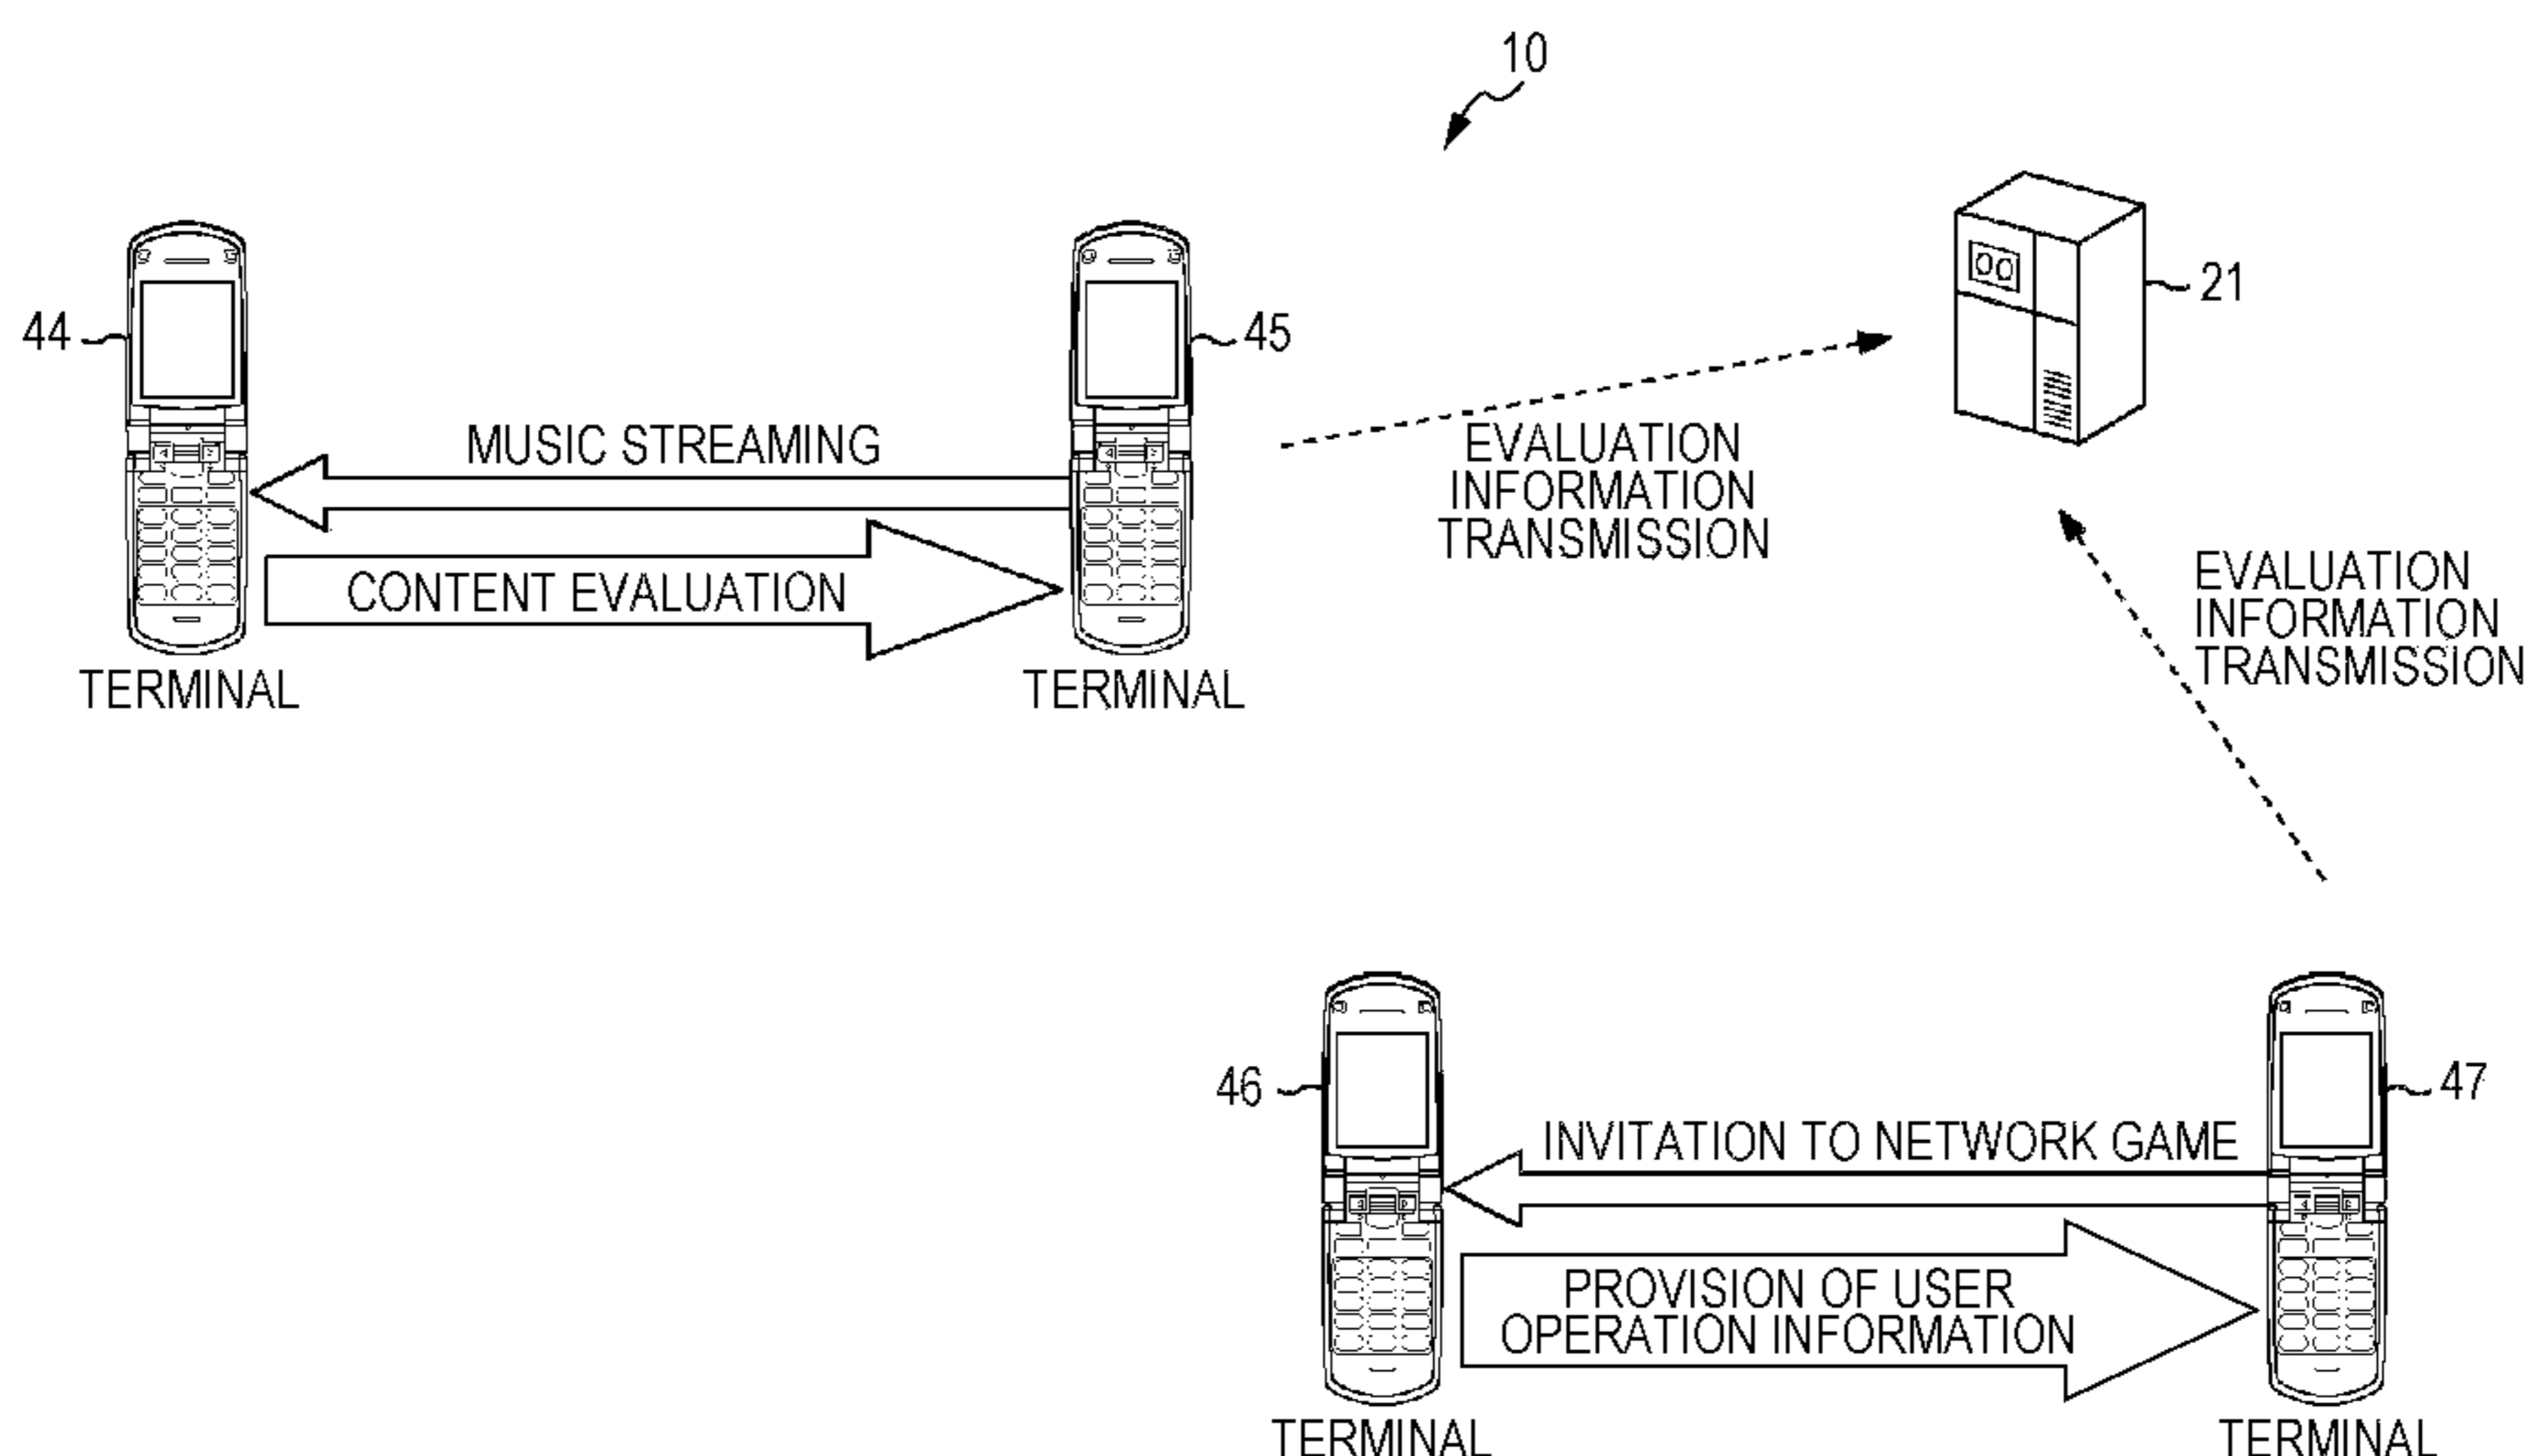 10
21
44
45
MUSIC STREAMING
CONTENT EVALUATION
TERMINAL
TERMINAL
EVALUATION
INFORMATION
TRANSMISSION
EVALUATION
INFORMATION
TRANSMISSION
46
47
INVITATION TO NETWORK GAME
PROVISION OF USER
OPERATION INFORMATION
TERMINAL
TERMINAL